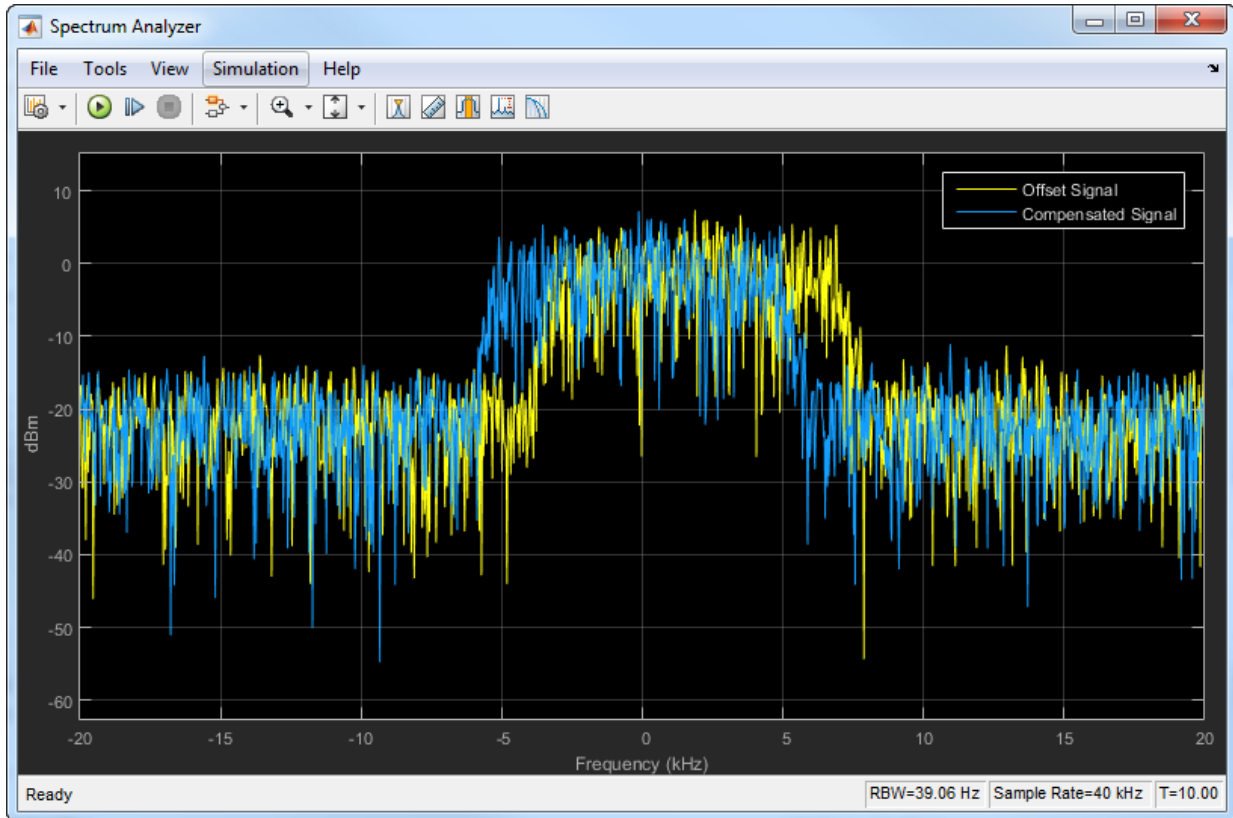 Spectrum Analyzer
File Tools View Simulation Help
Offset Signal
Compensated Signal
10
0
-10
-20
-30
-40
-50
-60
dBm
-20 -15 -10 -5 0 5 10 15 20
Frequency (kHz)
Ready RBW=39.06 Hz Sample Rate=40 kHz T=10.00